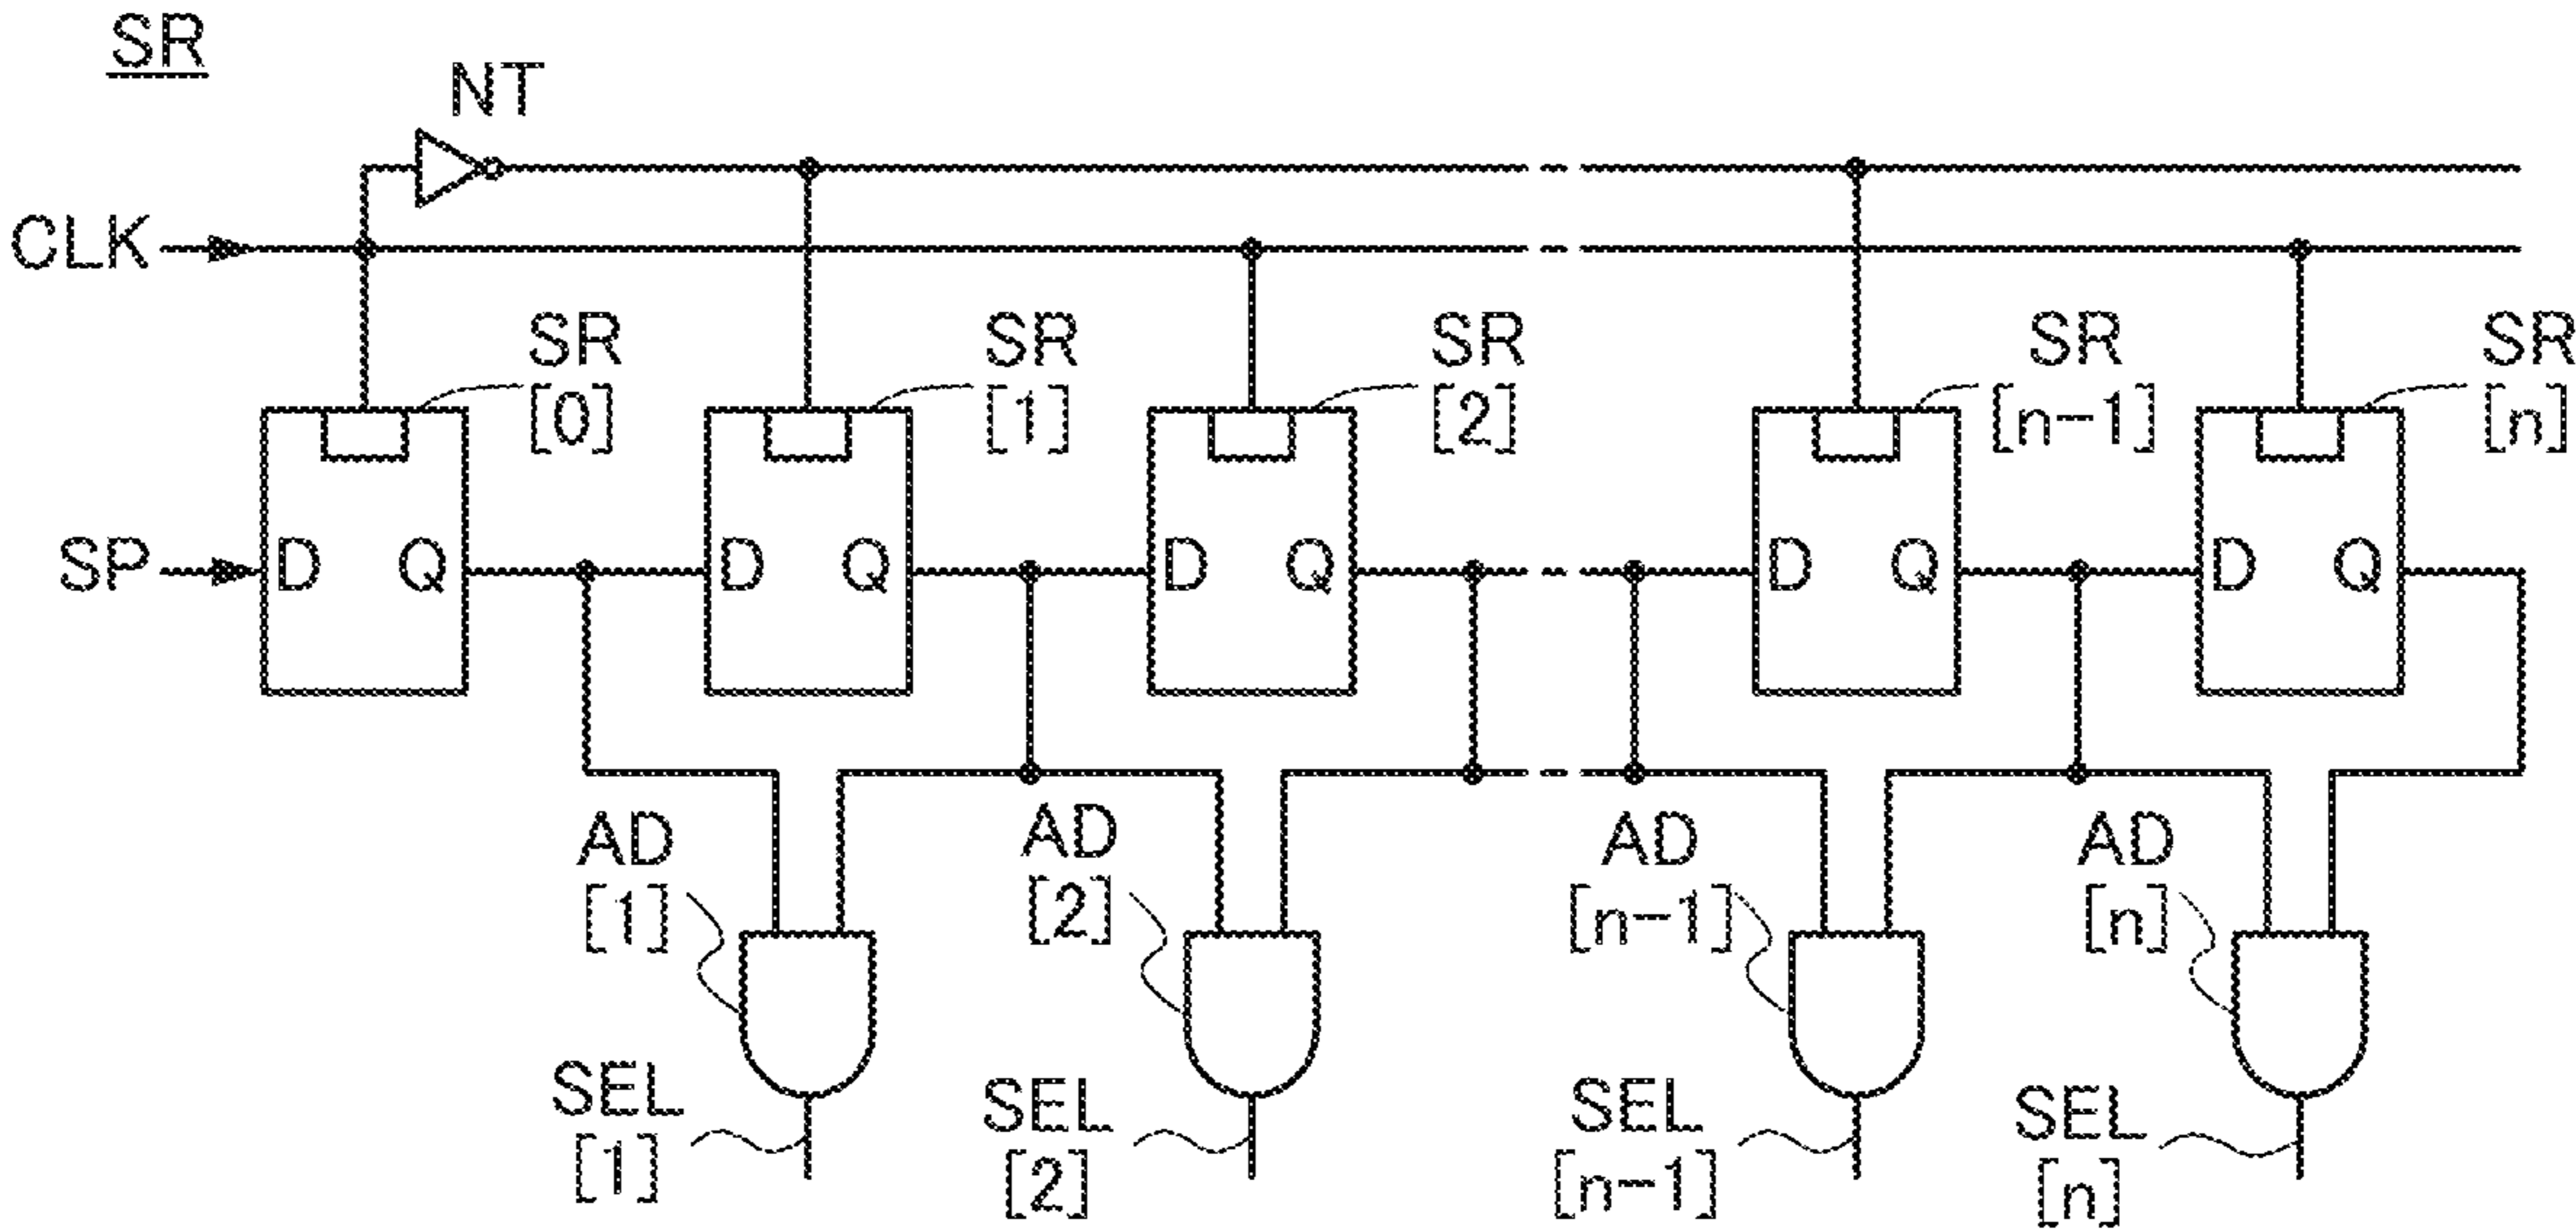 SR
NT
CLK
SR
[0]
SR
[1]
SR
[2]
SR
[n-1]
SR
[n]
SP
D Q
D Q
D Q
D Q
D Q
AD
[1]
AD
[2]
AD
[n-1]
AD
[n]
SEL
[1]
SEL
[2]
SEL
[n-1]
SEL
[n]